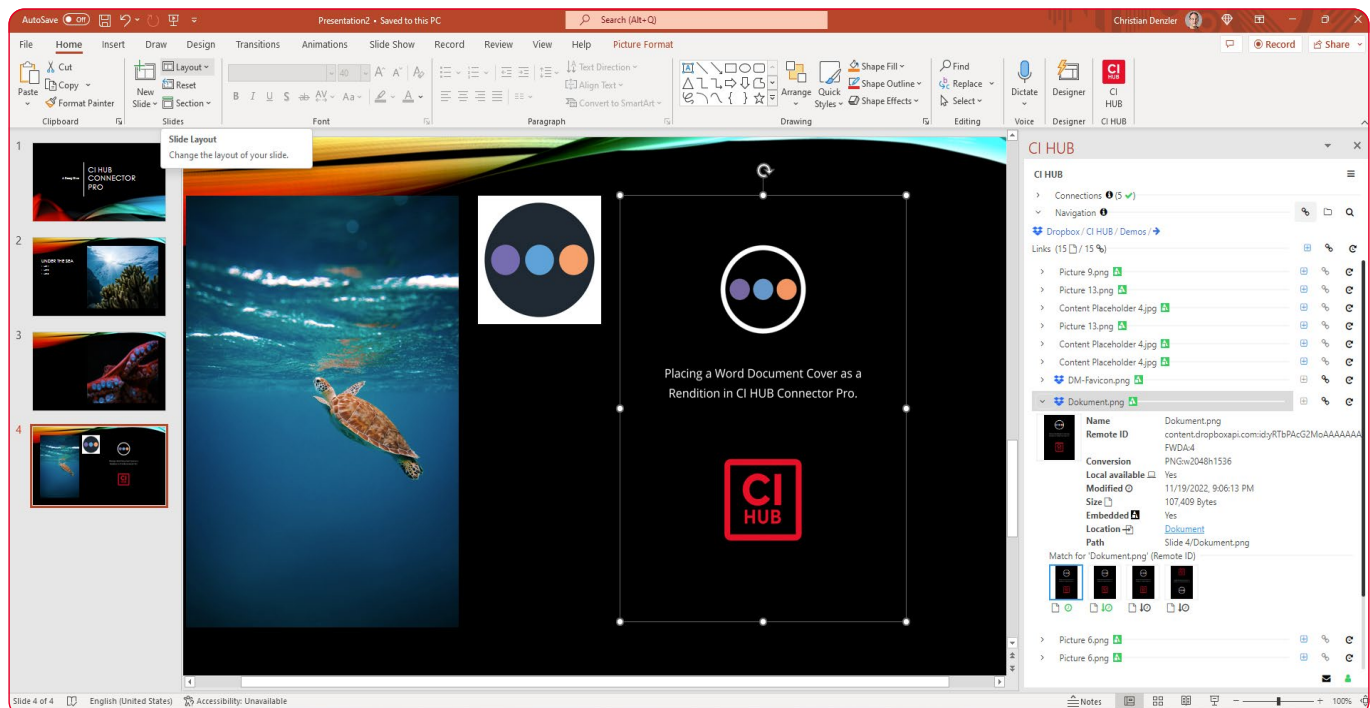 AutoSave Off Presentation2 • Saved to this PC Search (Alt+Q) Christian Denzler
File Home Insert Draw Design Transitions Animations Slide Show Record Review View Help Picture Format Record Share
Paste
Cut
Copy
Format Painter
Clipboard
New
Slide
Layout
Reset
Section
Slides
40
B I U S ab AV Aa A
Font
Text Direction
Align Text
Convert to SmartArt
Paragraph
Arrange
Quick
Styles
Shape Fill
Shape Outline
Shape Effects
Drawing
Find
Replace
Select
Editing
Dictate
Voice
Designer
Designer
CI
HUB
CI
HUB
CI HUB
Slide Layout
Change the layout of your slide.
1
CI HUB
CONNECTOR
PRO
2
UNDER THE SEA
3
4
Placing a Word Document Cover as a
Rendition in CI HUB Connector Pro.
CI
HUB
CI HUB
CI HUB
Connections (5 ✓)
Navigation
Dropbox / CI HUB / Demos /
Links (15 / 15 )
Picture 9.png
Picture 13.png
Content Placeholder 4.jpg
Picture 13.png
Content Placeholder 4.jpg
Content Placeholder 4.jpg
DM-Favicon.png
Dokument.png
Name Dokument.png
Remote ID content.dropboxapi.com:id:yRTbPAcG2MoAAAAAAA
FWDA:4
Conversion PNG:w2048h1536
Local available Yes
Modified 11/19/2022, 9:06:13 PM
Size 107,409 Bytes
Embedded Yes
Location Dokument
Path Slide 4/Dokument.png
Match for 'Dokument.png' (Remote ID)
Picture 6.png
Picture 6.png
Slide 4 of 4 English (United States) Accessibility: Unavailable Notes 100%